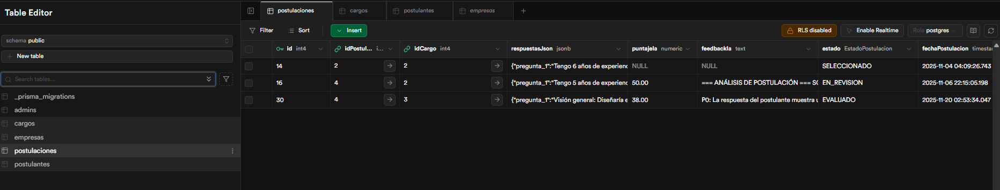 Table Editor
schema public
New table
Search tables...
_prisma_migrations
admins
cargos
empresas
postulaciones
postulantes
postulaciones cargos postulantes empresas
Filter Sort Insert RLS disabled Enable Realtime Role postgres
id int4 idPostul... i... idCargo int4 respuestasJson jsonb puntajeIa numeric feedbackIa text estado EstadoPostulacion fechaPostulacion timestar
14 2 2 {"pregunta_1":"Tengo 6 años de experienc NULL NULL SELECCIONADO 2025-11-04 04:09:26.743
16 4 2 {"pregunta_1":"Tengo 5 años de experienc 50.00 === ANÁLISIS DE POSTULACIÓN === SC EN_REVISION 2025-11-06 22:15:05.198
30 4 3 {"pregunta_1":"Visión general: Diseñaría e 38.00 P0: La respuesta del postulante muestra u EVALUADO 2025-11-20 02:53:34.047